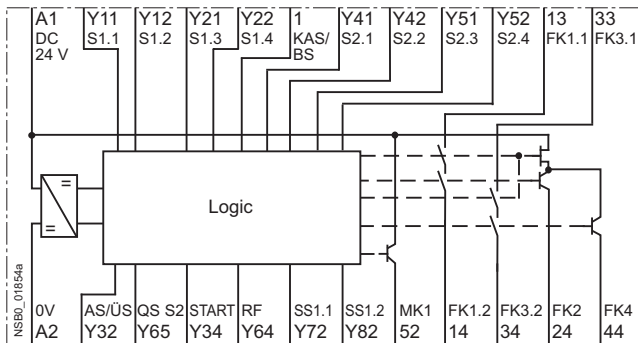 A1 Y11 Y12 Y21 Y22 1 Y41 Y42 Y51 Y52 13 33
DC S1.1 S1.2 S1.3 S1.4 KAS/ S2.1 S2.2 S2.3 S2.4 FK1.1 FK3.1
24 V BS
=
=
Logic
NSB0_01854a
0V AS/ÜS QS S2 START RF SS1.1 SS1.2 MK1 FK1.2 FK3.2 FK2 FK4
A2 Y32 Y65 Y34 Y64 Y72 Y82 52 14 34 24 44